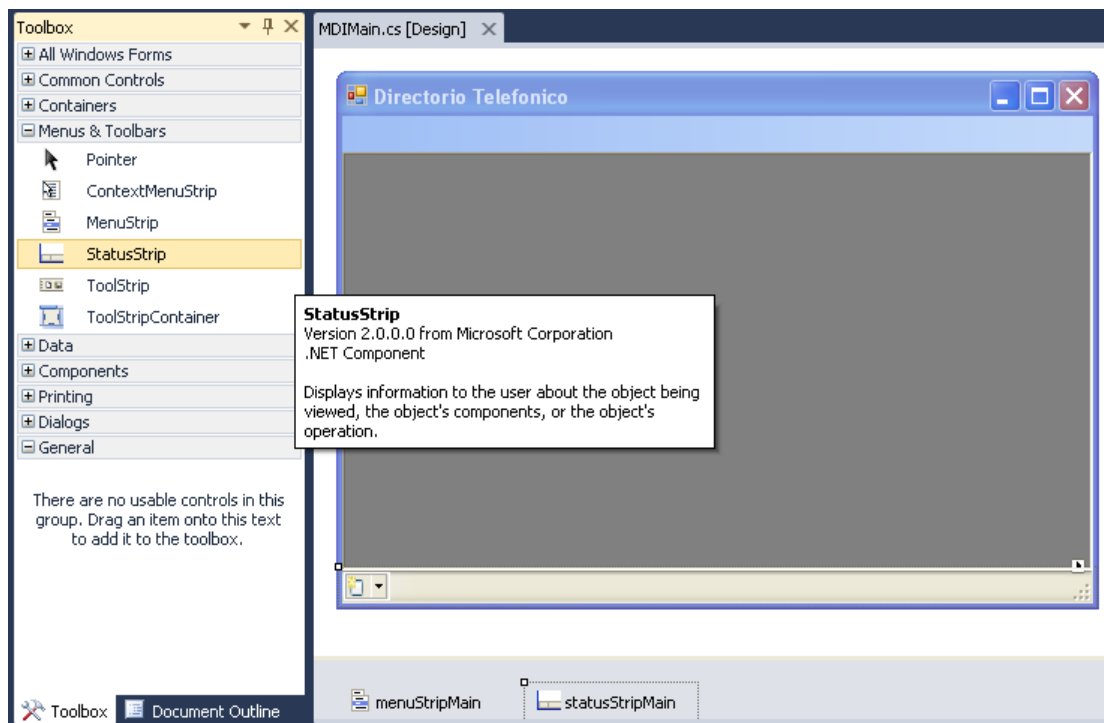 Toolbox
All Windows Forms
Common Controls
Containers
Menus & Toolbars
Pointer
ContextMenuStrip
MenuStrip
StatusStrip
ToolStrip
ToolStripContainer
Data
Components
Printing
Dialogs
General
There are no usable controls in this
group. Drag an item onto this text
to add it to the toolbox.
Toolbox
Document Outline
MDIMain.cs [Design]
Directorio Telefonico
StatusStrip
Version 2.0.0.0 from Microsoft Corporation
.NET Component
Displays information to the user about the object being
viewed, the object's components, or the object's
operation.
menuStripMain
statusStripMain